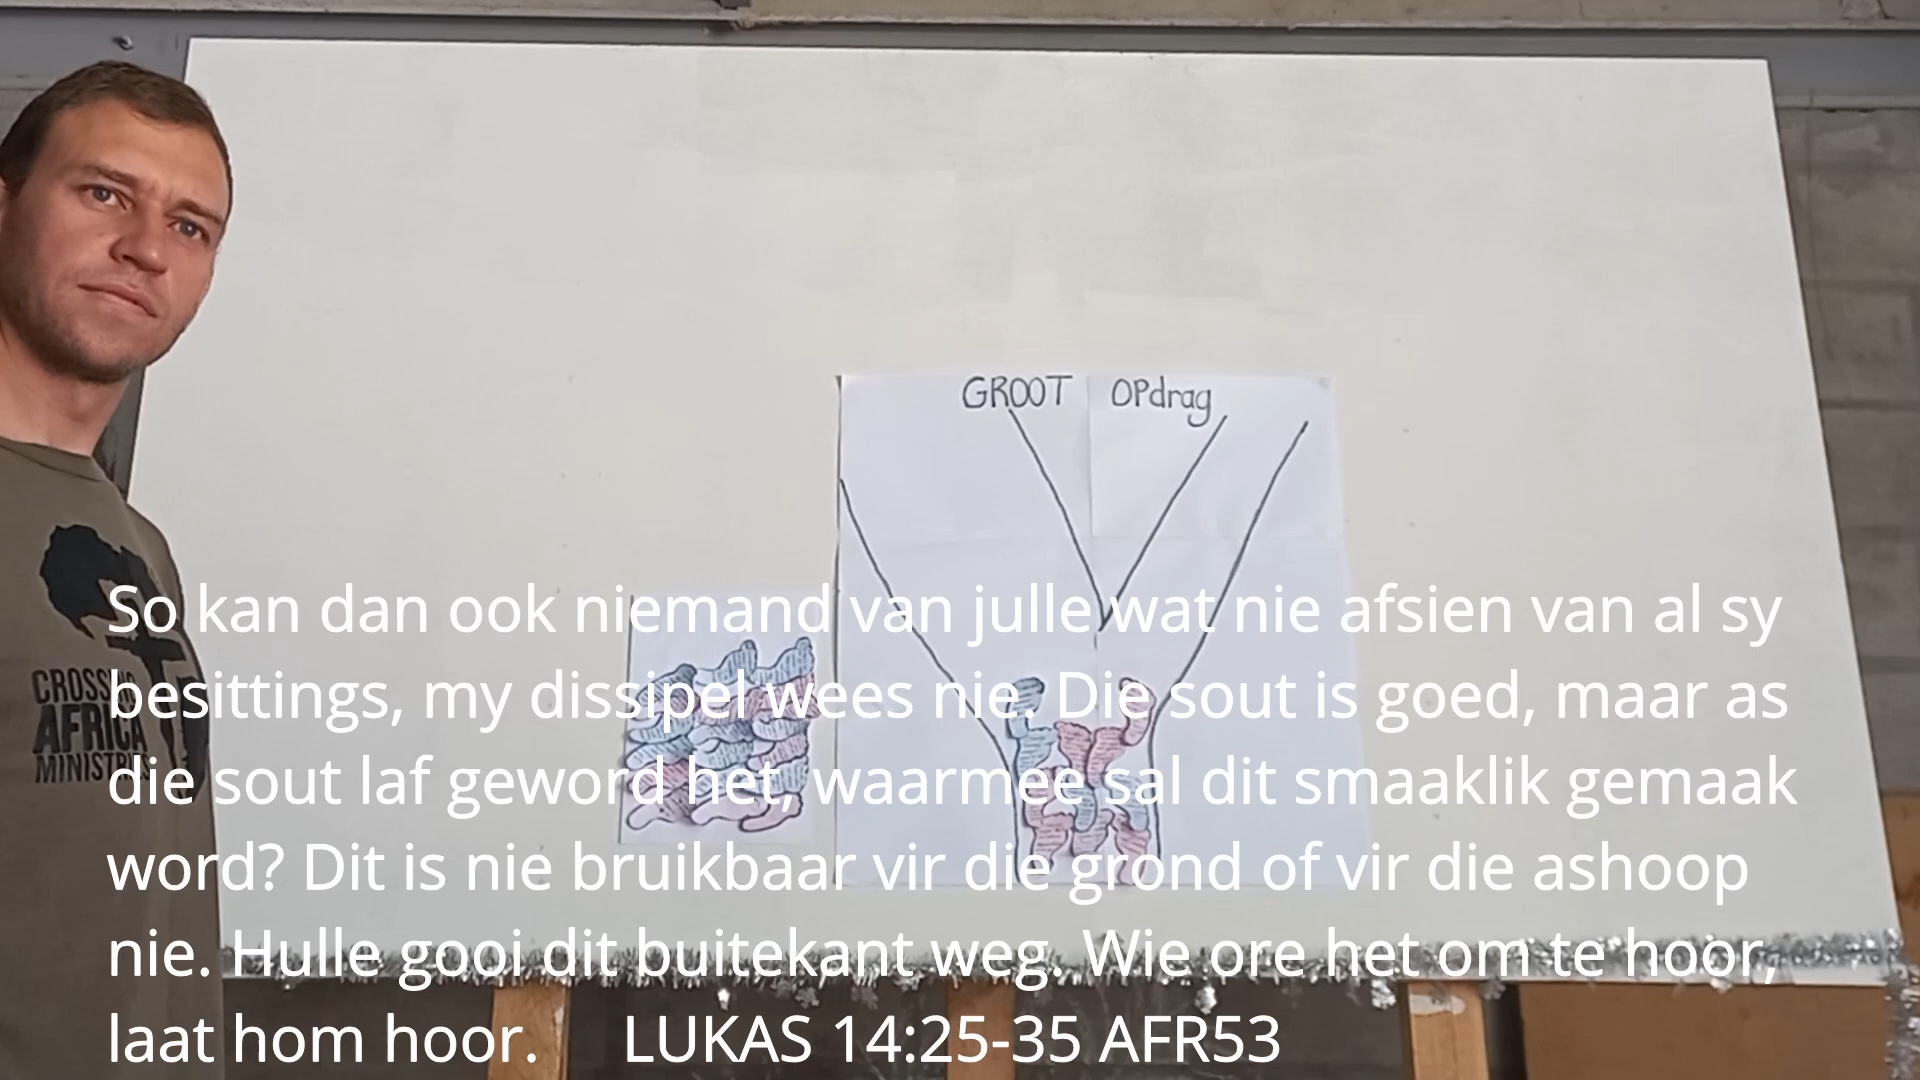 GROOT OPdrag
CROSSING
AFRICA
MINISTRIES
So kan dan ook niemand van julle wat nie afsien van al sy
besittings, my dissipel wees nie. Die sout is goed, maar as
die sout laf geword het, waarmee sal dit smaaklik gemaak
word? Dit is nie bruikbaar vir die grond of vir die ashoop
nie. Hulle gooi dit buitekant weg. Wie ore het om te hoor,
laat hom hoor. LUKAS 14:25-35 AFR53